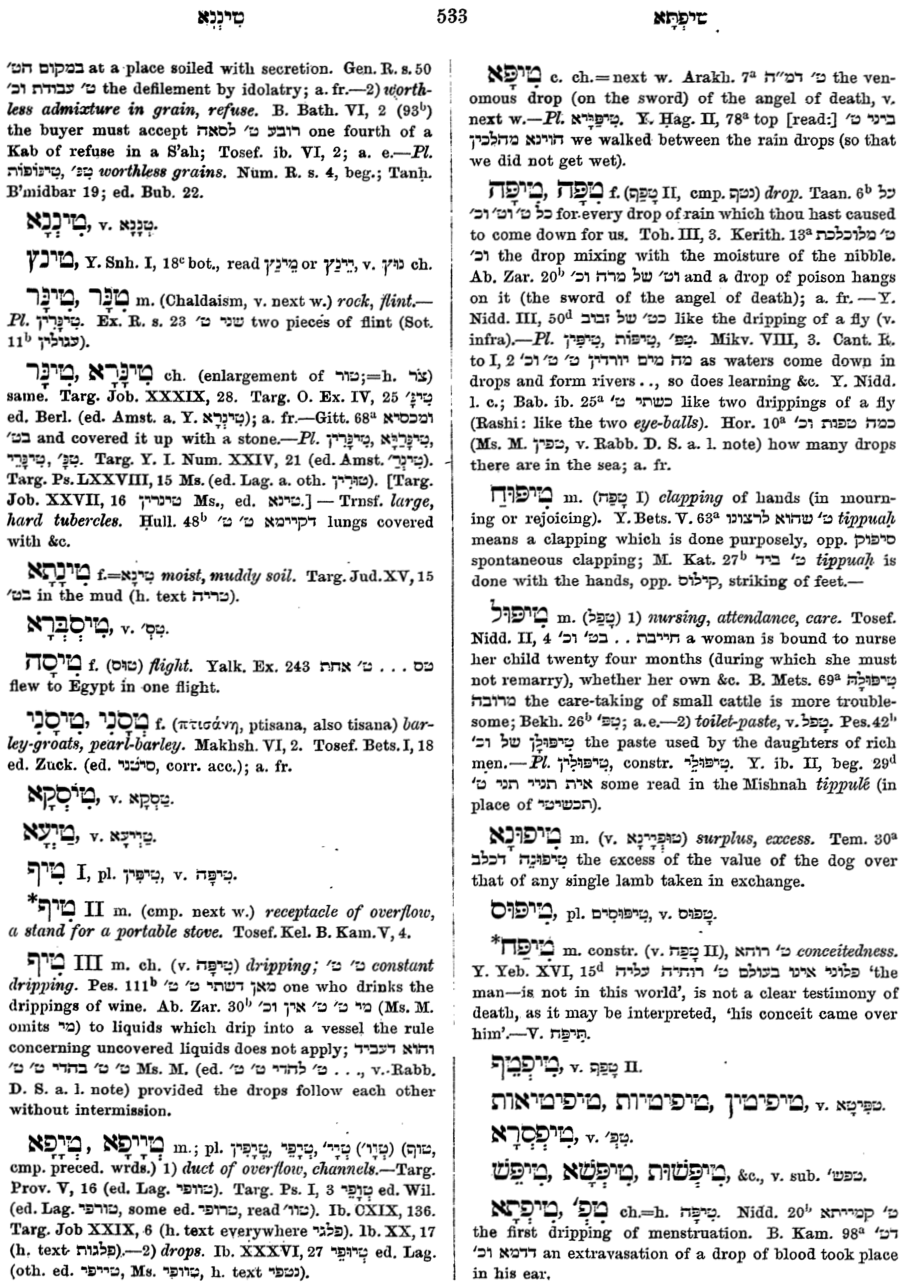 טִינְנָא
533
טִיפְתָּא
במקום הט׳ at a place soiled with secretion. Gen. R. s. 50
ט׳ עבודת וכ׳ the defilement by idolatry; a. fr.—2) worth-
less admixture in grain, refuse. B. Bath. VI, 2 (93b)
the buyer must accept רובע ט׳ לסאה one fourth of a
Kab of refuse in a S'ah; Tosef. ib. VI, 2; a. e.—Pl.
טִינּוֹפוֹת, טִנּ׳ worthless grains. Num. R. s. 4, beg.; Tanḥ.
B'midbar 19; ed. Bub. 22.
טִינְנָא, v. טְנָנָא.
טִינץ, Y. Snh. I, 18c bot., read מֵינַץ or יֵינַץ, v. נוּץ ch.
טִנָּר, טִינָּר m. (Chaldaism, v. next w.) rock, flint.—
Pl. טִינָּרִין. Ex. R. s. 23 שני ט׳ two pieces of flint (Sot.
11b עגולין).
טִינָּרָא, טִינָּר ch. (enlargement of טור;=h. צֹר)
same. Targ. Job. XXXIX, 28. Targ. O. Ex. IV, 25 טִינָּ׳
ed. Berl. (ed. Amst. a. Y. טִינְרָא); a. fr.—Gitt. 68a ומכסיא
בט׳ and covered it up with a stone.—Pl. טִינָּרִין, טִינָּרַיָּא,
טִינָּרֵי, טִנָּ׳. Targ. Y. I. Num. XXIV, 21 (ed. Amst. טִינְרֵ׳).
Targ. Ps. LXXVIII, 15 Ms. (ed. Lag. a. oth. טוּרִין). [Targ.
Job. XXVII, 16 טינרין Ms., ed. טינא.]—Trnsf. large,
hard tubercles. Ḥull. 48b דקיימא ט׳ ט׳ lungs covered
with &c.
טִינָתָא f.=טִינָא moist, muddy soil. Targ. Jud. XV, 15
בט׳ in the mud (h. text טריה).
טִיסְבְּרָא, v. טִסְ׳.
טִיסָה f. (טוּס) flight. Yalk. Ex. 243 טס ... ט׳ אחת
flew to Egypt in one flight.
טִסָנֵי, טִיסָנֵי f. (πτισάνη, ptisana, also tisana) bar-
ley-groats, pearl-barley. Makhsh. VI, 2. Tosef. Bets. I, 18
ed. Zuck. (ed. סיטני, corr. acc.); a. fr.
טִיסְקָא, v. טַסְקָא.
טַיְעָא, v. טַיְיעָא.
טִיף I, pl. טִיפִּין, v. טִיפָּה.
*טִיף II m. (cmp. next w.) receptacle of overflow,
a stand for a portable stove. Tosef. Kel. B. Kam. V, 4.
טִיף III m. ch. (v. טִיפָּה) dripping; ט׳ ט׳ constant
dripping. Pes. 111b מאן דשתי ט׳ ט׳ one who drinks the
drippings of wine. Ab. Zar. 30b מי ט׳ ט׳ אין וכ׳ (Ms. M.
omits מי) to liquids which drip into a vessel the rule
concerning uncovered liquids does not apply; והוא דעביד
ט׳ ט׳ בהדי ט׳ ט׳ Ms. M. (ed. ט׳ להדי ט׳ ט׳ ..., v. Rabb.
D. S. a. l. note) provided the drops follow each other
without intermission.
טְיָיפָא, טְיָפָא m.; pl. טְיָפִין, טְיָפֵי, טְיָיּ׳ (טְוָ׳) (טוף,
cmp. preced. wrds.) 1) duct of overflow, channels.—Targ.
Prov. V, 16 (ed. Lag. טוופי). Targ. Ps. I, 3 טְוָפֵי ed. Wil.
(ed. Lag. טווּפי, some ed. טרופי, read טוו׳). Ib. CXIX, 136.
Targ. Job XXIX, 6 (h. text everywhere פלגי). Ib. XX, 17
(h. text פלגות).—2) drops. Ib. XXXVI, 27 טְיוּפֵי ed. Lag.
(oth. ed. טייפי, Ms. טוופי, h. text נטפי).
טִיפָּא c. ch.=next w. Arakh. 7a ט׳ דמ״ה the ven-
omous drop (on the sword) of the angel of death, v.
next w.—Pl. טִיפַּיָּיא. Y. Ḥag. II, 78a top [read:] ביני ט׳
הוינא מהלכין we walked between the rain drops (so that
we did not get wet).
טִפָּה, טִיפָּה f. (טָפַף II, cmp. נטף) drop. Taan. 6b על
כל ט׳ וט׳ וכ׳ for every drop of rain which thou hast caused
to come down for us. Toh. III, 3. Kerith. 13a ט׳ מלוכלכת
וכ׳ the drop mixing with the moisture of the nibble.
Ab. Zar. 20b וט׳ של מרה וכ׳ and a drop of poison hangs
on it (the sword of the angel of death); a. fr.—Y.
Nidd. III, 50d כט׳ של זבוב like the dripping of a fly (v.
infra).—Pl. טִיפִּין, טִיפּוֹת, טִפּ׳. Mikv. VIII, 3. Cant. R.
to I, 2 מה מים יורדין ט׳ ט׳ וכ׳ as waters come down in
drops and form rivers .., so does learning &c. Y. Nidd.
l. c.; Bab. ib. 25a כשתי ט׳ like two drippings of a fly
(Rashi: like the two eye-balls). Hor. 10a כמה טפות וכ׳
(Ms. M. טפין, v. Rabb. D. S. a. l. note) how many drops
there are in the sea; a. fr.
טִיפּוּחַ m. (טָפַח I) clapping of hands (in mourn-
ing or rejoicing). Y. Bets. V. 63a ט׳ שהוא לרצונו tippuaḥ
means a clapping which is done purposely, opp. סיפוק
spontaneous clapping; M. Kat. 27b ט׳ ביד tippuaḥ is
done with the hands, opp. קילוס, striking of feet.—
טִיפּוּל m. (טָפַל) 1) nursing, attendance, care. Tosef.
Nidd. II, 4 חייבת .. בט׳ וכ׳ a woman is bound to nurse
her child twenty four months (during which she must
not remarry), whether her own &c. B. Mets. 69a טִיפּוּלָהּ
מרובה the care-taking of small cattle is more trouble-
some; Bekh. 26b טִפּ׳; a. e.—2) toilet-paste, v. טָפַל. Pes. 42b
טִיפּוּלָן של וכ׳ the paste used by the daughters of rich
men.—Pl. טִיפּוּלִין, constr. טִיפּוּלֵי. Y. ib. II, beg. 29d
אית תניי תני ט׳ some read in the Mishnah tippulé (in
place of תכשיטי).
טִיפוּנָא m. (v. טוּפְיָינָא) surplus, excess. Tem. 30a
טִיפוּנֵיה דכלב the excess of the value of the dog over
that of any single lamb taken in exchange.
טִיפּוּס, pl. טִיפּוּסִים, v. טָפוּס.
*טִיפַּח m. constr. (v. טָפַח II), ט׳ רוחא conceitedness.
Y. Yeb. XVI, 15d פלוני אינו בעולם ט׳ רוחיה עליה 'the
man—is not in this world', is not a clear testimony of
death, as it may be interpreted, 'his conceit came over
him'.—V. תְּיפַּח.
טִיפְטֵף, v. טָפַף II.
טיפיטין, טיפיטיות, טיפיטיאות, v. טַפִּיטָא.
טִיפְסְרָא, v. טִפְ׳.
טִיפֵּשׁ, טִיפְּשָׁא, טִיפְּשׁוּת, &c., v. sub. טפש׳.
טִפְ׳, טִיפְתָּא ch.=h. טִיפָּה. Nidd. 20b ט׳ קמייתא
the first dripping of menstruation. B. Kam. 98a דט׳
דדמא וכ׳ an extravasation of a drop of blood took place
in his ear.